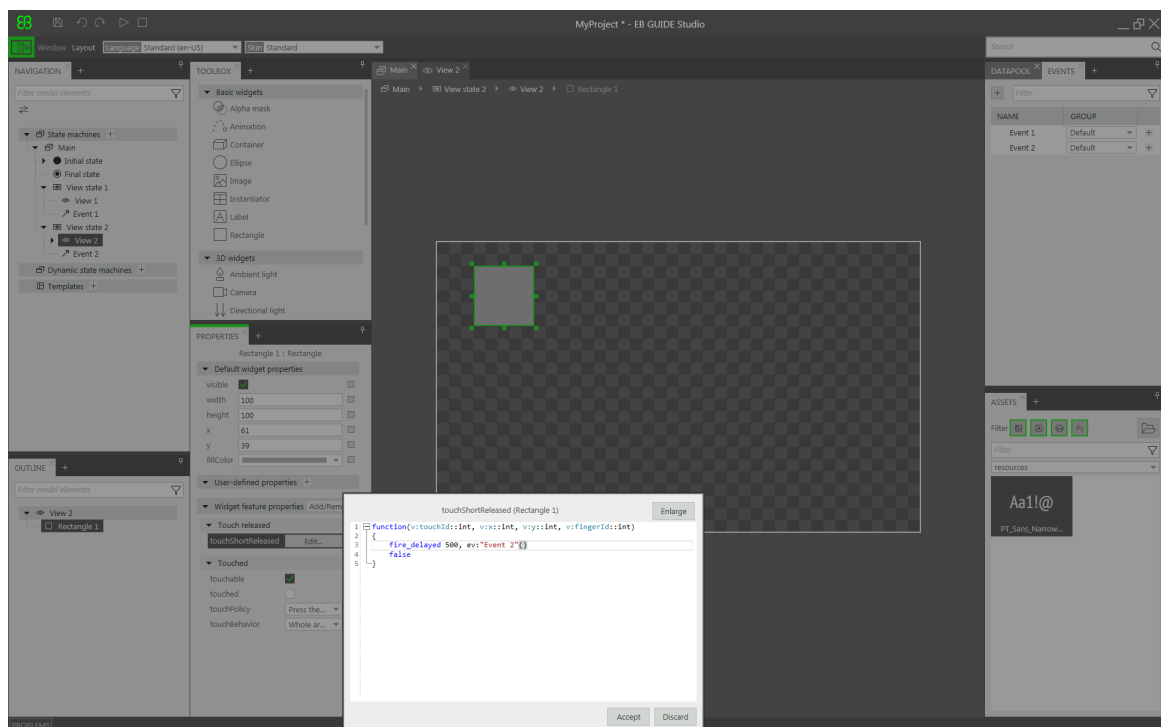 EB
MyProject * - EB GUIDE Studio
Window Layout Language Standard (en-US) Skin Standard
Search
NAVIGATION
Filter model elements
State machines
Main
Initial state
Final state
View state 1
View 1
Event 1
View state 2
View 2
Event 2
Dynamic state machines
Templates
OUTLINE
Filter model elements
View 2
Rectangle 1
PROBLEMS
TOOLBOX
Basic widgets
Alpha mask
Animation
Container
Ellipse
Image
Instantiator
A Label
Rectangle
3D widgets
Ambient light
Camera
Directional light
PROPERTIES
Rectangle 1 : Rectangle
Default widget properties
visible
width 100
height 100
x 61
y 39
fillColor
User-defined properties
Widget feature properties Add/Rem
Touch released
touchShortReleased Edit...
Touched
touchable
touched
touchPolicy Press the...
touchBehavior Whole ar...
Main View 2
Main View state 2 View 2 Rectangle 1
touchShortReleased (Rectangle 1) Enlarge
1 function(v:touchId::int, v:x::int, v:y::int, v:fingerId::int)
2 {
3 fire_delayed 500, ev:"Event 2"()
4 false
5 }
Accept Discard
DATAPOOL EVENTS
Filter
NAME GROUP
Event 1 Default
Event 2 Default
ASSETS
Filter Ps
Filter
resources
Aa1!@
PT_Sans_Narrow...